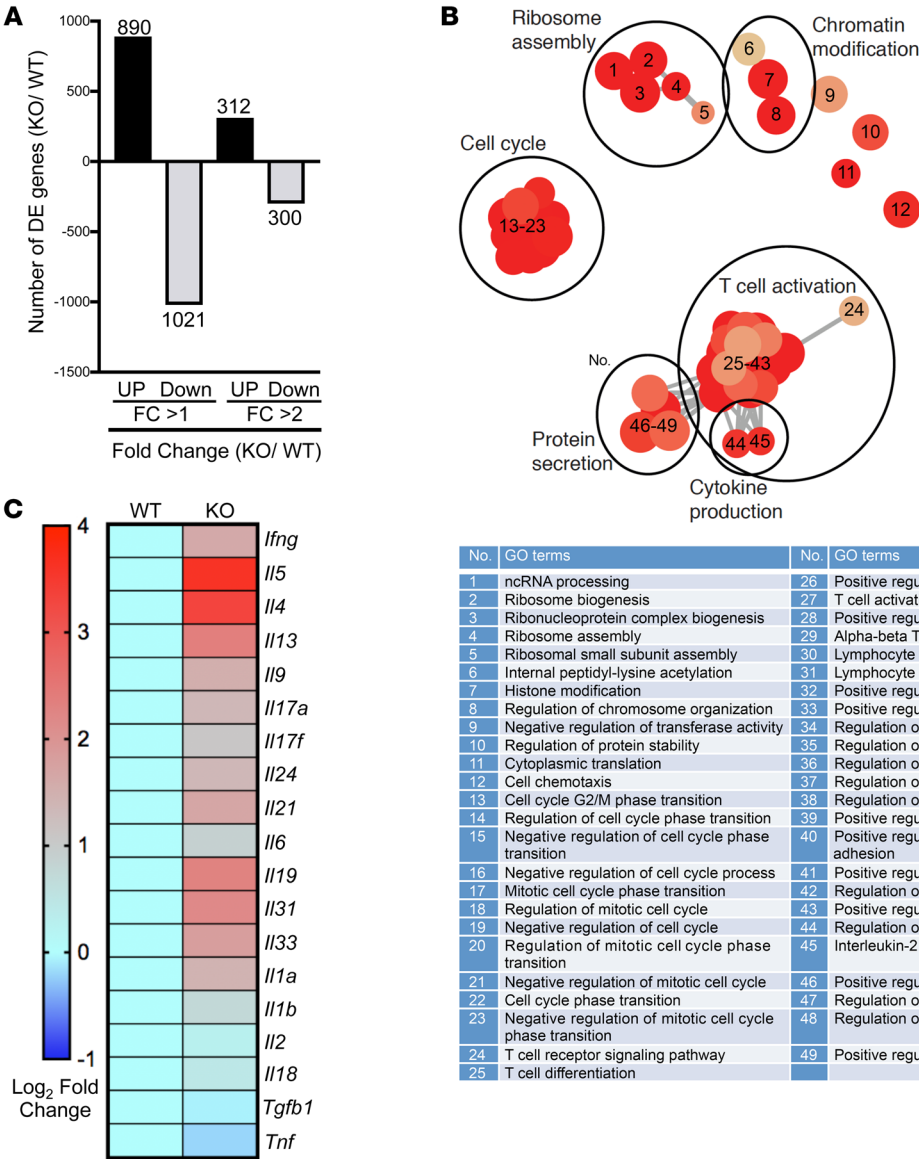 A
1000
500
0
-500
-1000
-1500
Number of DE genes (KO/ WT)
890
1021
312
300
UP Down UP Down
FC >1 FC >2
Fold Change (KO/ WT)
B
Ribosome
assembly
Chromatin
modification
1
2
3
4
5
6
7
8
9
10
11
12
Cell cycle
13-23
T cell activation
24
25-43
No.
46-49
44
45
Protein
secretion
Cytokine
production
C
WT KO
4
3
2
1
0
-1
Log2 Fold
Change
Ifng
Il5
Il4
Il13
Il9
Il17a
Il17f
Il24
Il21
Il6
Il19
Il31
Il33
Il1a
Il1b
Il2
Il18
Tgfb1
Tnf
No. GO terms No. GO terms
1 ncRNA processing 26 Positive
2 Ribosome biogenesis 27 T cell
3 Ribonucleoprotein complex biogenesis 28 Positive
4 Ribosome assembly 29 Alpha-beta T
5 Ribosomal small subunit assembly 30 Lymphocyte
6 Internal peptidyl-lysine acetylation 31 Lymphocyte
7 Histone modification 32 Positive
8 Regulation of chromosome organization 33 Positive
9 Negative regulation of transferase activity 34 Regulation
10 Regulation of protein stability 35 Regulation
11 Cytoplasmic translation 36 Regulation
12 Cell chemotaxis 37 Regulation
13 Cell cycle G2/M phase transition 38 Regulation
14 Regulation of cell cycle phase transition 39 Positive
15 Negative regulation of cell cycle phase 40 Positive
transition adhesion
16 Negative regulation of cell cycle process 41 Positive
17 Mitotic cell cycle phase transition 42 Regulation
18 Regulation of mitotic cell cycle 43 Positive
19 Negative regulation of cell cycle 44 Regulation
20 Regulation of mitotic cell cycle phase 45 Interleukin-2
transition
21 Negative regulation of mitotic cell cycle 46 Positive
22 Cell cycle phase transition 47 Regulation
23 Negative regulation of mitotic cell cycle 48 Regulation
phase transition
24 T cell receptor signaling pathway 49 Positive
25 T cell differentiation